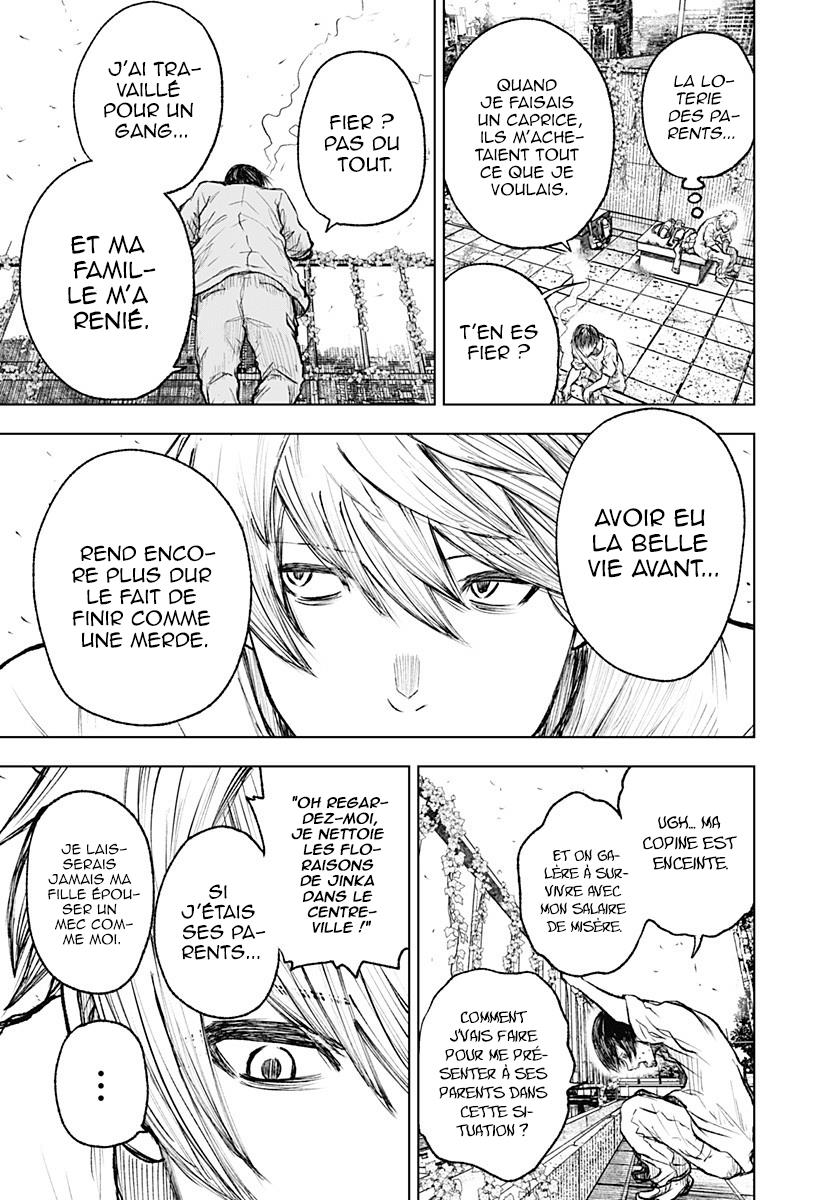 LA LO-
TERIE
DES PA-
RENTS...
QUAND
JE FAISAIS
UN CAPRICE,
ILS M'ACHE-
TAIENT TOUT
CE QUE JE
VOULAIS.
T'EN ES
FIER ?
FIER ?
PAS DU
TOUT.
J'AI TRA-
VAILLÉ
POUR UN
GANG...
ET MA
FAMIL-
LE M'A
RENIÉ.
AVOIR EU
LA BELLE
VIE AVANT...
REND ENCO-
RE PLUS DUR
LE FAIT DE
FINIR COMME
UNE MERDE.
UGH... MA
COPINE EST
ENCEINTE.
ET ON GA-
LÈRE À SUR-
VIVRE AVEC
MON SALAIRE
DE MISÈRE.
COMMENT
J'VAIS FAIRE
POUR ME PRÉ-
SENTER À SES
PARENTS DANS
CETTE SI-
TUATION ?
"OH REGAR-
DEZ-MOI,
JE NETTOIE
LES FLO-
RAISONS
DE JINKA
DANS LE
CENTRE-
VILLE !"
SI
J'ÉTAIS
SES PA-
RENTS...
JE LAIS-
SERAIS
JAMAIS MA
FILLE ÉPOU-
SER UN
MEC COM-
ME MOI.
...